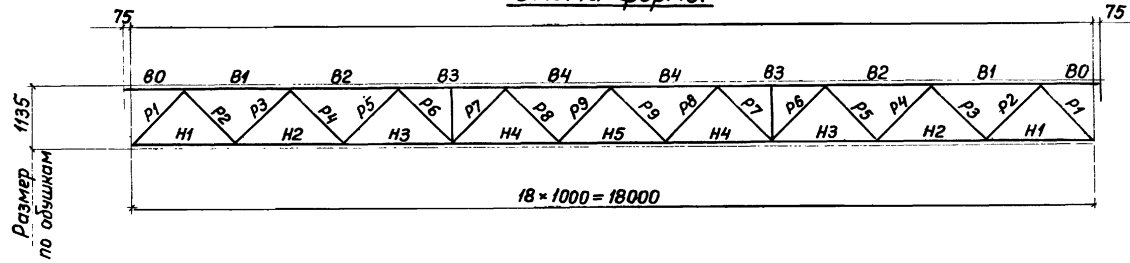 75 75
В0 В1 В2 В3 В4 В4 В3 В2 В1 В0
Р1 Р2 Р3 Р4 Р5 Р6 Р7 Р8 Р9 Р9 Р8 Р7 Р6 Р5 Р4 Р3 Р2 Р1
Н1 Н2 Н3 Н4 Н5 Н4 Н3 Н2 Н1
1135
Размер
по обушкам
18 × 1000 = 18000